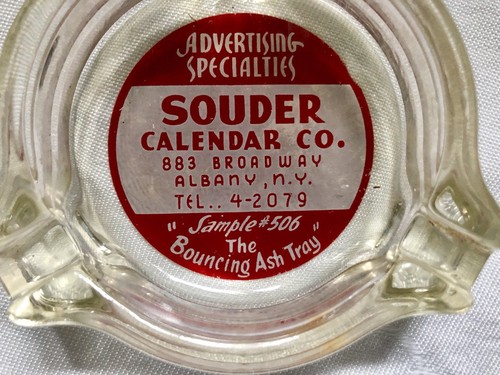 ADVERTISING
SPECIALTIES
SOUDER
CALENDAR CO.
883 BROADWAY
ALBANY, N.Y.
TEL.. 4-2079
"Sample #506
The
Bouncing Ash Tray"